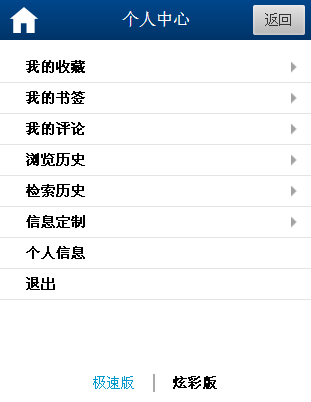 个人中心 返回
我的收藏
我的书签
我的评论
浏览历史
检索历史
信息定制
个人信息
退出
极速版 | 炫彩版